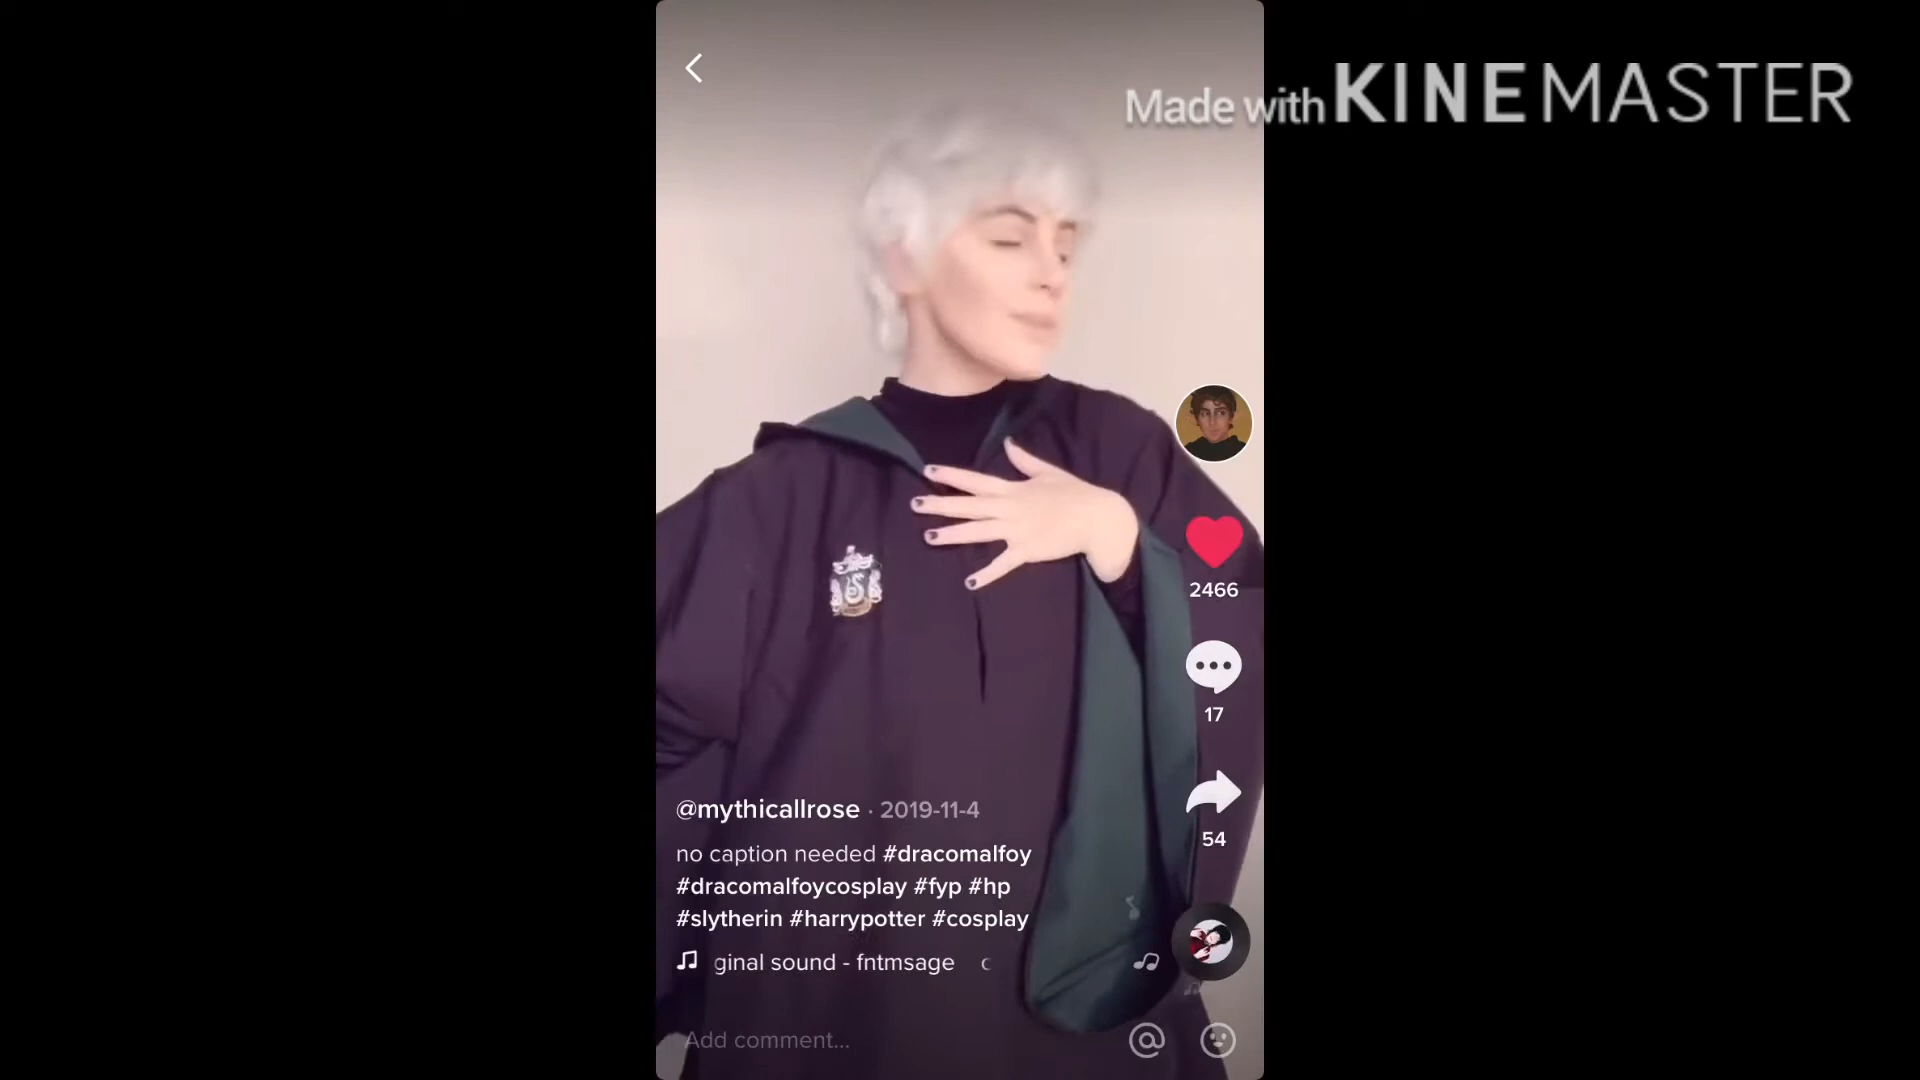 Made with KINEMASTER
2466
17
54
@mythicallrose · 2019-11-4
no caption needed #dracomalfoy
#dracomalfoycosplay #fyp #hp
#slytherin #harrypotter #cosplay
ginal sound - fntmsage
Add comment...